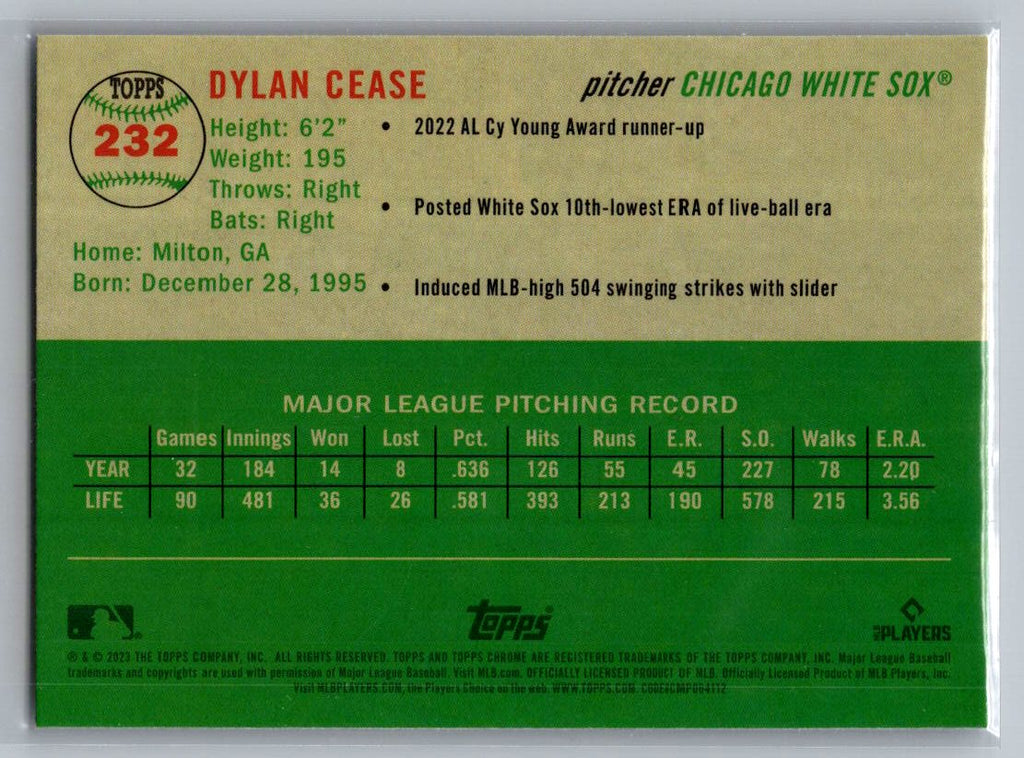 TOPPS
232
DYLAN CEASE
pitcher CHICAGO WHITE SOX®
Height: 6'2"
Weight: 195
Throws: Right
Bats: Right
Home: Milton, GA
Born: December 28, 1995
• 2022 AL Cy Young Award runner-up
• Posted White Sox 10th-lowest ERA of live-ball era
• Induced MLB-high 504 swinging strikes with slider
MAJOR LEAGUE PITCHING RECORD
Games Innings Won Lost Pct. Hits Runs E.R. S.O. Walks E.R.A.
YEAR 32 184 14 8 .636 126 55 45 227 78 2.20
LIFE 90 481 36 26 .581 393 213 190 578 215 3.56
topps®
MLB PLAYERS
® & © 2023 THE TOPPS COMPANY, INC. ALL RIGHTS RESERVED. TOPPS AND TOPPS CHROME ARE REGISTERED TRADEMARKS OF THE TOPPS COMPANY, INC. Major League Baseball
trademarks and copyrights are used with permission of Major League Baseball. Visit MLB.com. OFFICIALLY LICENSED PRODUCT OF MLB. Officially Licensed Product of MLB Players, Inc.
Visit MLBPLAYERS.COM, the Players Choice on the web. WWW.TOPPS.COM. CODE#CMP064112